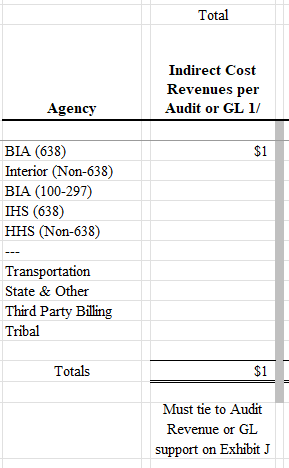 Total
Indirect Cost
Revenues per
Agency Audit or GL 1/
BIA (638) $1
Interior (Non-638)
BIA (100-297)
IHS (638)
HHS (Non-638)
---
Transportation
State & Other
Third Party Billing
Tribal
Totals $1
Must tie to Audit
Revenue or GL
support on Exhibit J